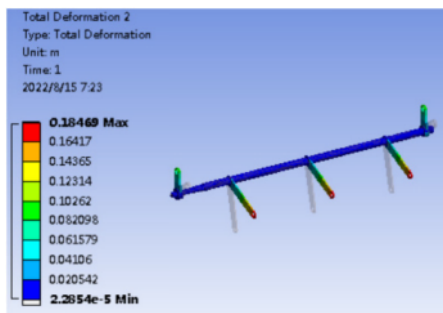 Total Deformation 2
Type: Total Deformation
Unit: m
Time: 1
2022/8/15 7:23
0.18469 Max
0.16417
0.14365
0.12314
0.10262
0.082098
0.061579
0.04106
0.020542
2.2854e-5 Min